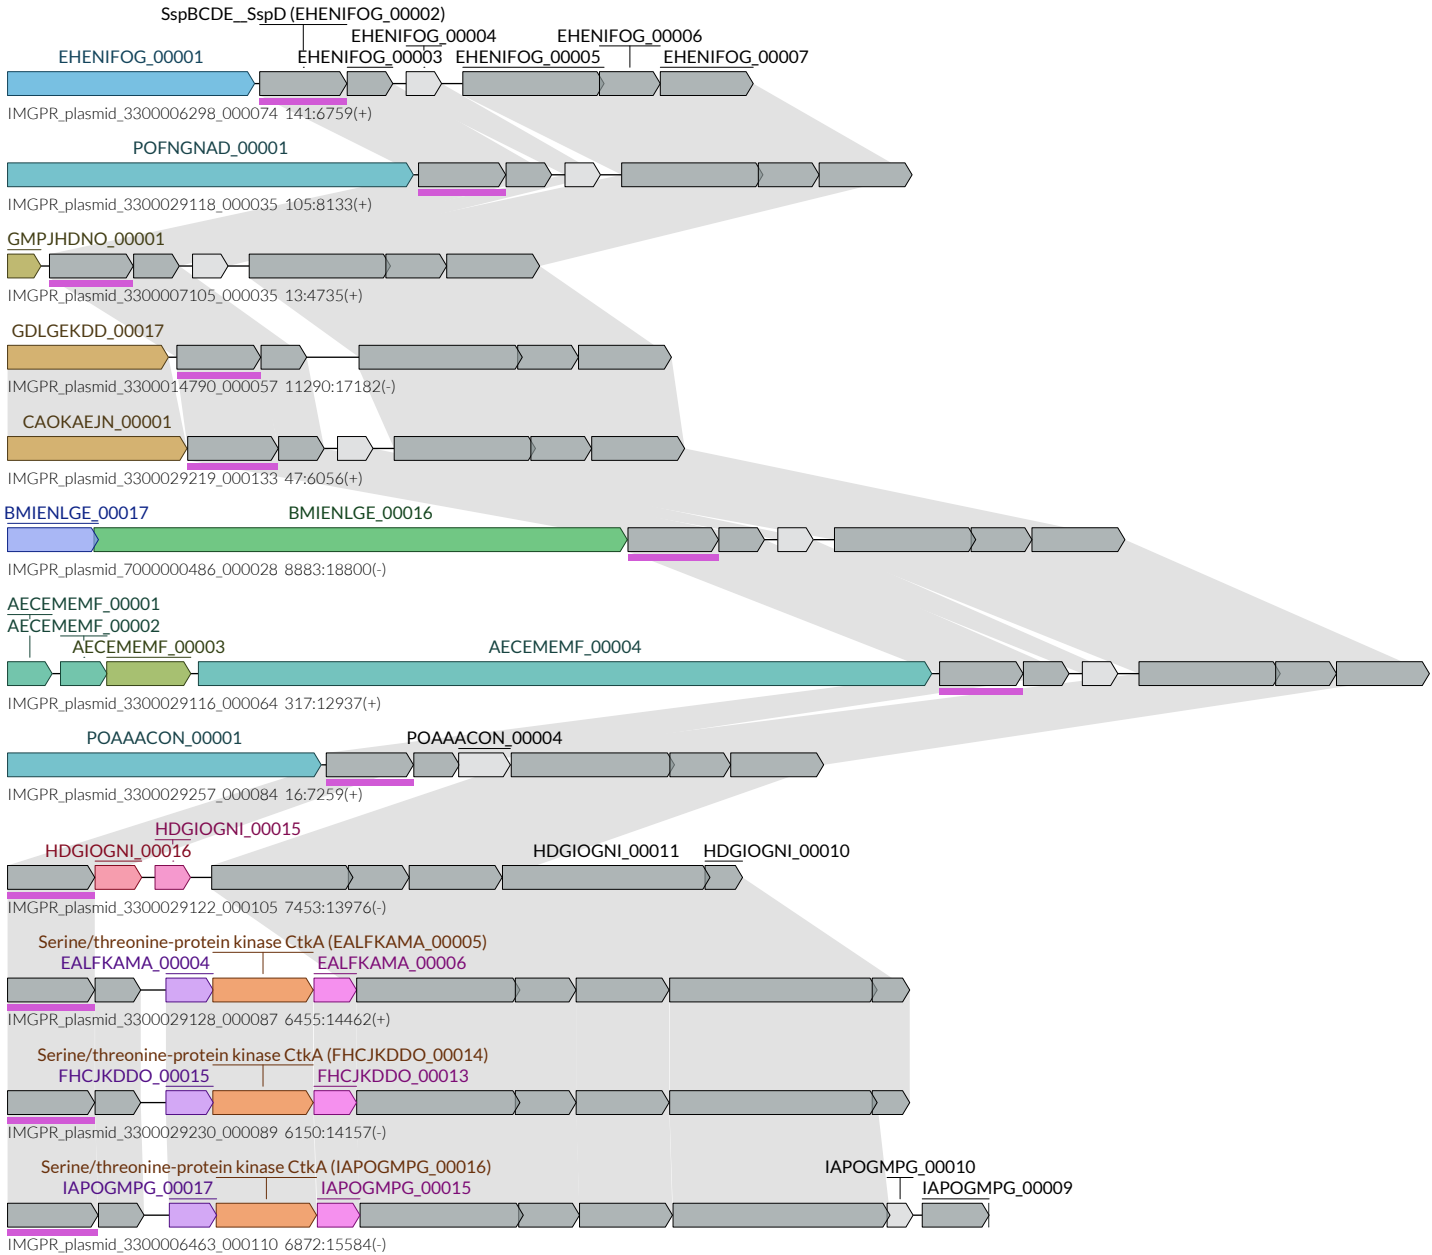 SspBCDE__SspD (EHENIFOG_00002)
EHENIFOG_00004 EHENIFOG_00006
EHENIFOG_00001 EHENIFOG_00003 EHENIFOG_00005 EHENIFOG_00007
IMGPR_plasmid_3300006298_000074 141:6759(+)
POFNGNAD_00001
IMGPR_plasmid_3300029118_000035 105:8133(+)
GMPJHDNO_00001
IMGPR_plasmid_3300007105_000035 13:4735(+)
GDLGEKDD_00017
IMGPR_plasmid_3300014790_000057 11290:17182(-)
CAOKAEJN_00001
IMGPR_plasmid_3300029219_000133 47:6056(+)
BMIENLGE_00017 BMIENLGE_00016
IMGPR_plasmid_7000000486_000028 8883:18800(-)
AECEMEMF_00001
AECEMEMF_00002
AECEMEMF_00003 AECEMEMF_00004
IMGPR_plasmid_3300029116_000064 317:12937(+)
POAAACON_00001 POAAACON_00004
IMGPR_plasmid_3300029257_000084 16:7259(+)
HDGIOGNI_00015
HDGIOGNI_00016 HDGIOGNI_00011 HDGIOGNI_00010
IMGPR_plasmid_3300029122_000105 7453:13976(-)
Serine/threonine-protein kinase CtkA (EALFKAMA_00005)
EALFKAMA_00004 EALFKAMA_00006
IMGPR_plasmid_3300029128_000087 6455:14462(+)
Serine/threonine-protein kinase CtkA (FHCJKDDO_00014)
FHCJKDDO_00015 FHCJKDDO_00013
IMGPR_plasmid_3300029230_000089 6150:14157(-)
Serine/threonine-protein kinase CtkA (IAPOGMPG_00016) IAPOGMPG_00010
IAPOGMPG_00017 IAPOGMPG_00015 IAPOGMPG_00009
IMGPR_plasmid_3300006463_000110 6872:15584(-)